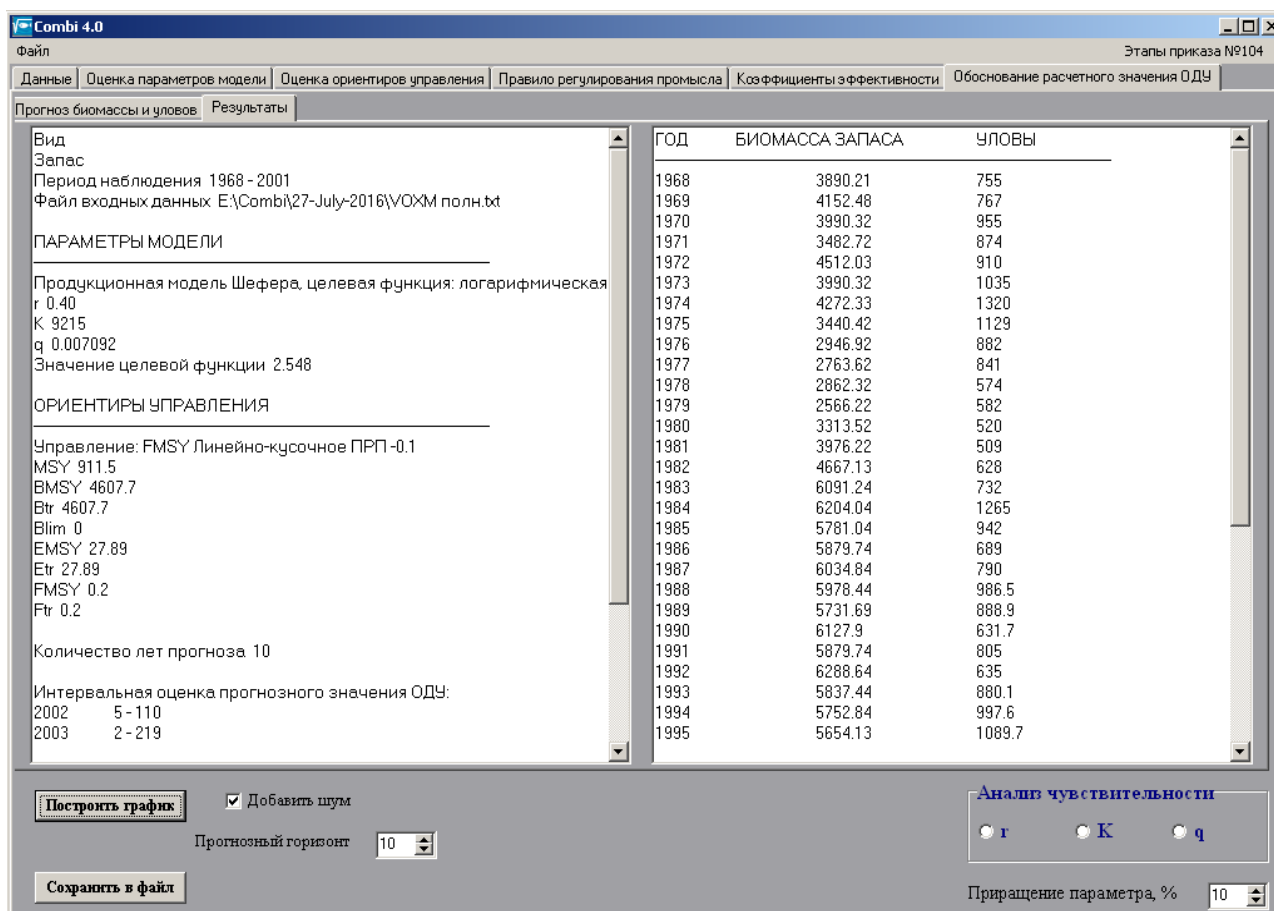 Combi 4.0
Файл
Этапы приказа №104
Данные
Оценка параметров модели
Оценка ориентиров управления
Правило регулирования промысла
Коэффициенты эффективности
Обоснование расчетного значения ОДУ
Прогноз биомассы и уловов
Результаты
Вид
Запас
Период наблюдения 1968 - 2001
Файл входных данных E:\Combi\27-July-2016\VOXM полн.txt
ПАРАМЕТРЫ МОДЕЛИ
Продукционная модель Шефера, целевая функция: логарифмическая
r 0.40
K 9215
q 0.007092
Значение целевой функции 2.548
ОРИЕНТИРЫ УПРАВЛЕНИЯ
Управление: FMSY Линейно-кусочное ПРП -0.1
MSY 911.5
BMSY 4607.7
Btr 4607.7
Blim 0
EMSY 27.89
Etr 27.89
FMSY 0.2
Ftr 0.2
Количество лет прогноза 10
Интервальная оценка прогнозного значения ОДУ:
2002 5 - 110
2003 2 - 219
ГОД БИОМАССА ЗАПАСА УЛОВЫ
1968 3890.21 755
1969 4152.48 767
1970 3990.32 955
1971 3482.72 874
1972 4512.03 910
1973 3990.32 1035
1974 4272.33 1320
1975 3440.42 1129
1976 2946.92 882
1977 2763.62 841
1978 2862.32 574
1979 2566.22 582
1980 3313.52 520
1981 3976.22 509
1982 4667.13 628
1983 6091.24 732
1984 6204.04 1265
1985 5781.04 942
1986 5879.74 689
1987 6034.84 790
1988 5978.44 986.5
1989 5731.69 888.9
1990 6127.9 631.7
1991 5879.74 805
1992 6288.64 635
1993 5837.44 880.1
1994 5752.84 997.6
1995 5654.13 1089.7
Построить график
Добавить шум
Прогнозный горизонт 10
Сохранить в файл
Анализ чувствительности
r K q
Приращение параметра, % 10